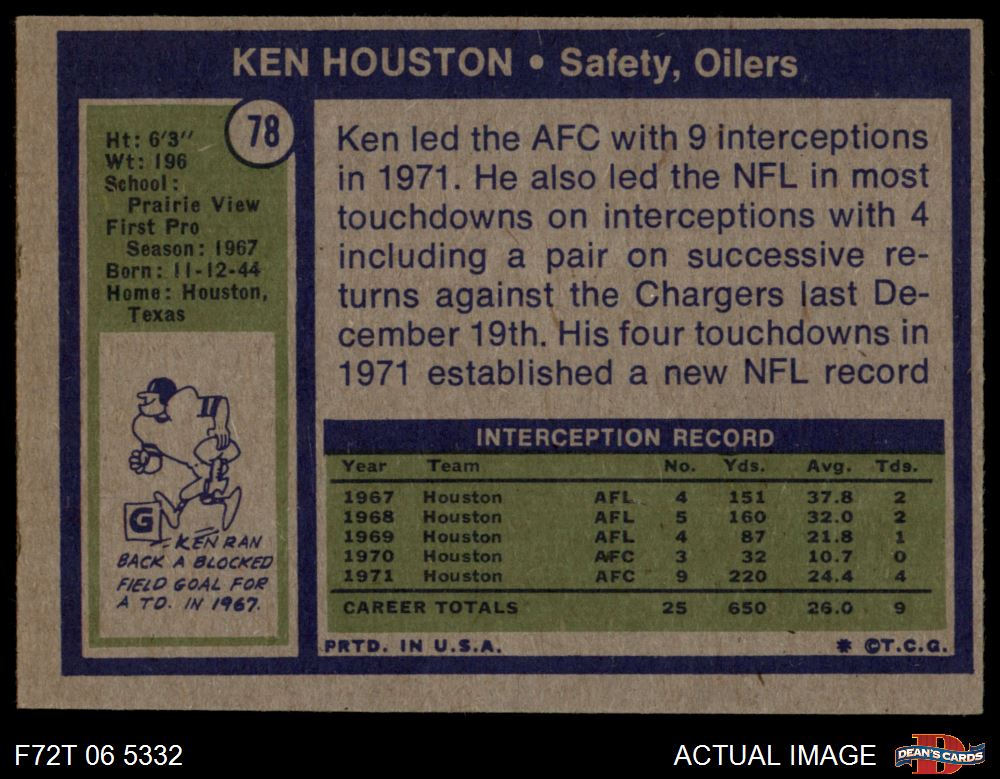 KEN HOUSTON • Safety, Oilers
78
Ht: 6'3''
Wt: 196
School:
Prairie View
First Pro
Season: 1967
Born: 11-12-44
Home: Houston,
Texas
Ken led the AFC with 9 interceptions
in 1971. He also led the NFL in most
touchdowns on interceptions with 4
including a pair on successive re-
turns against the Chargers last De-
cember 19th. His four touchdowns in
1971 established a new NFL record
G
KEN RAN
BACK A BLOCKED
FIELD GOAL FOR
A TD. IN 1967.
INTERCEPTION RECORD
Year Team No. Yds. Avg. Tds.
1967 Houston AFL 4 151 37.8 2
1968 Houston AFL 5 160 32.0 2
1969 Houston AFL 4 87 21.8 1
1970 Houston AFC 3 32 10.7 0
1971 Houston AFC 9 220 24.4 4
CAREER TOTALS 25 650 26.0 9
PRTD. IN U.S.A. * ©T.C.G.
F72T 06 5332 ACTUAL IMAGE
D
DEAN'S CARDS